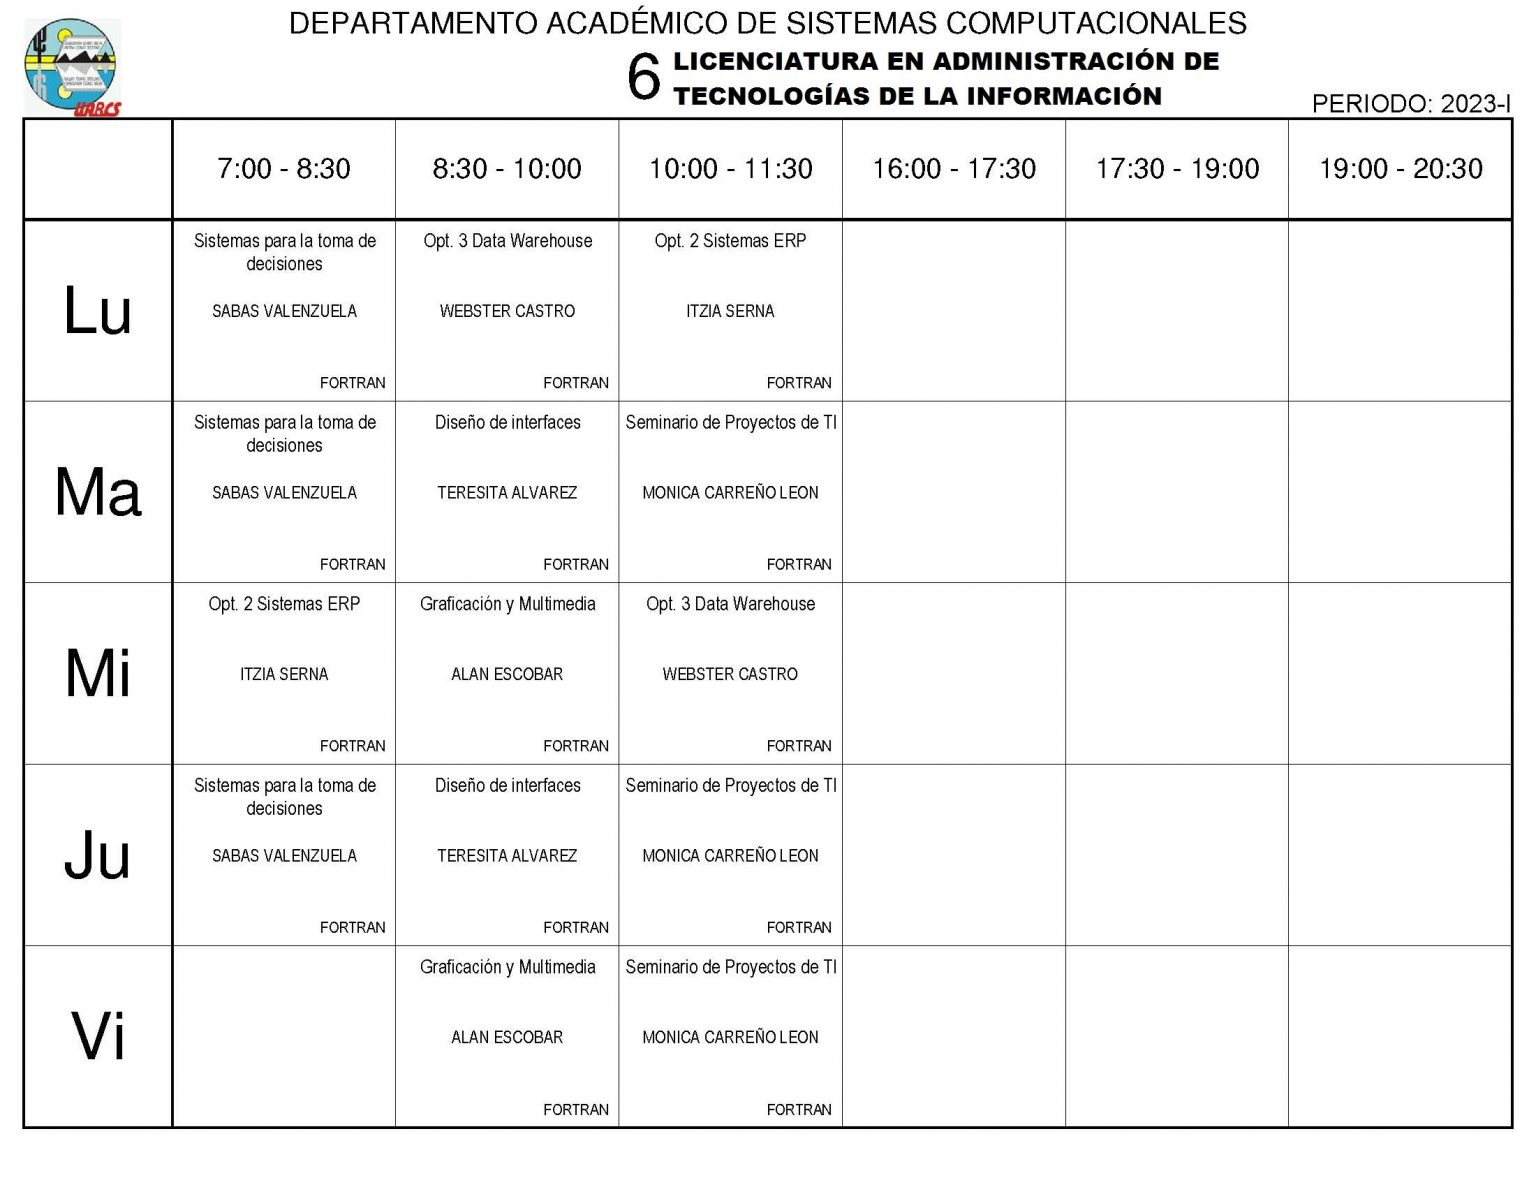 DEPARTAMENTO ACADÉMICO DE SISTEMAS COMPUTACIONALES
6 LICENCIATURA EN ADMINISTRACIÓN DE
TECNOLOGÍAS DE LA INFORMACIÓN
UABCS
PERIODO: 2023-I
7:00 - 8:30 8:30 - 10:00 10:00 - 11:30 16:00 - 17:30 17:30 - 19:00 19:00 - 20:30
Lu
Sistemas para la toma de
decisiones
SABAS VALENZUELA
FORTRAN
Opt. 3 Data Warehouse
WEBSTER CASTRO
FORTRAN
Opt. 2 Sistemas ERP
ITZIA SERNA
FORTRAN
Ma
Sistemas para la toma de
decisiones
SABAS VALENZUELA
FORTRAN
Diseño de interfaces
TERESITA ALVAREZ
FORTRAN
Seminario de Proyectos de TI
MONICA CARREÑO LEON
FORTRAN
Mi
Opt. 2 Sistemas ERP
ITZIA SERNA
FORTRAN
Graficación y Multimedia
ALAN ESCOBAR
FORTRAN
Opt. 3 Data Warehouse
WEBSTER CASTRO
FORTRAN
Ju
Sistemas para la toma de
decisiones
SABAS VALENZUELA
FORTRAN
Diseño de interfaces
TERESITA ALVAREZ
FORTRAN
Seminario de Proyectos de TI
MONICA CARREÑO LEON
FORTRAN
Vi
Graficación y Multimedia
ALAN ESCOBAR
FORTRAN
Seminario de Proyectos de TI
MONICA CARREÑO LEON
FORTRAN